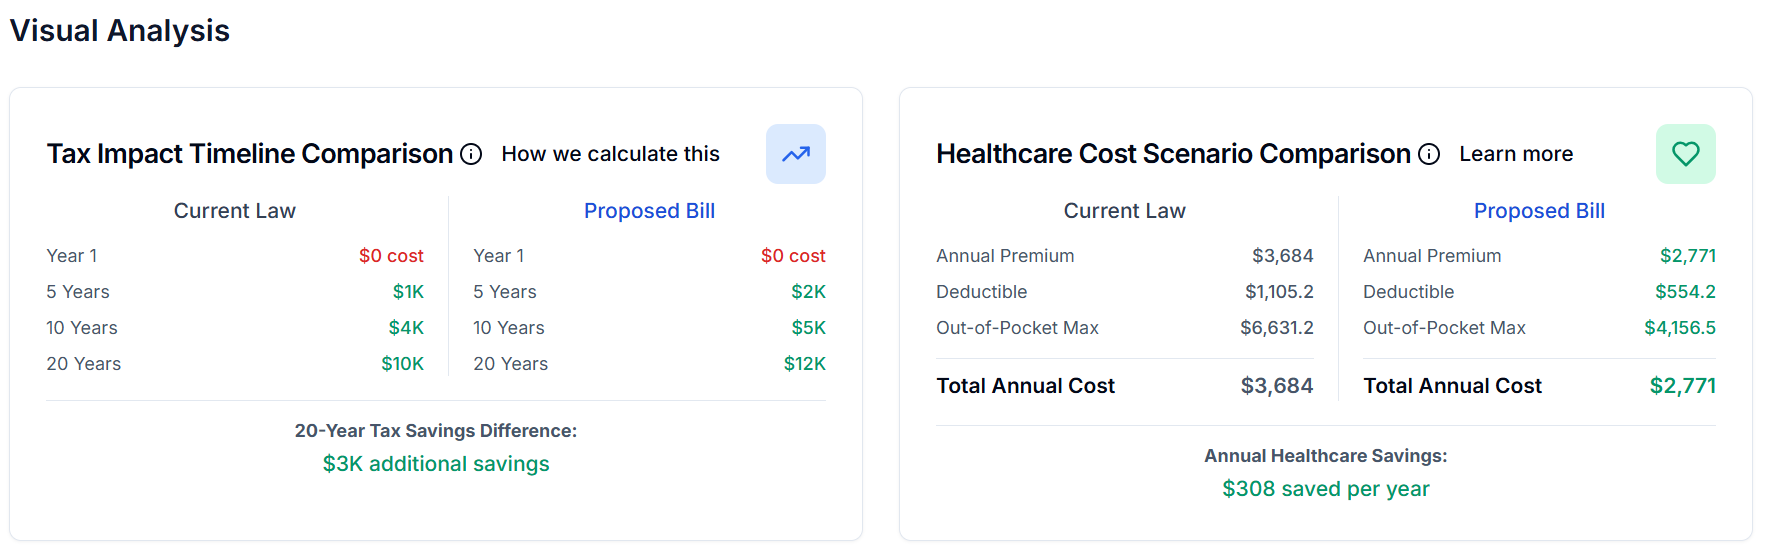 Visual Analysis
Tax Impact Timeline Comparison How we calculate this
Current Law
Year 1 $0 cost
5 Years $1K
10 Years $4K
20 Years $10K
Proposed Bill
Year 1 $0 cost
5 Years $2K
10 Years $5K
20 Years $12K
20-Year Tax Savings Difference:
$3K additional savings
Healthcare Cost Scenario Comparison Learn more
Current Law
Annual Premium $3,684
Deductible $1,105.2
Out-of-Pocket Max $6,631.2
Total Annual Cost $3,684
Proposed Bill
Annual Premium $2,771
Deductible $554.2
Out-of-Pocket Max $4,156.5
Total Annual Cost $2,771
Annual Healthcare Savings:
$308 saved per year